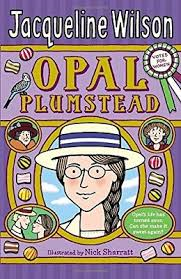 Jacqueline Wilson
OPAL
PLUMSTEAD
VOTES FOR WOMEN
Opal's life has
turned sour.
Can she make it
sweet again?
Illustrated by Nick Sharratt